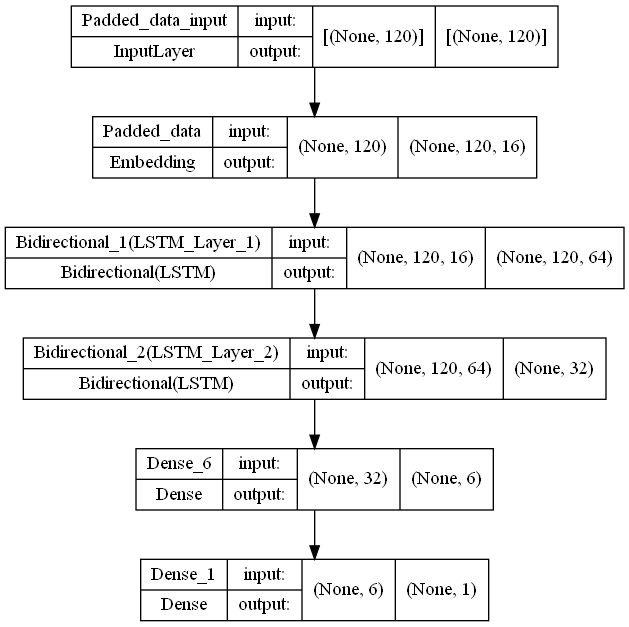 Padded_data_input input: [(None, 120)] [(None, 120)]
InputLayer output:
Padded_data input: (None, 120) (None, 120, 16)
Embedding output:
Bidirectional_1(LSTM_Layer_1) input: (None, 120, 16) (None, 120, 64)
Bidirectional(LSTM) output:
Bidirectional_2(LSTM_Layer_2) input: (None, 120, 64) (None, 32)
Bidirectional(LSTM) output:
Dense_6 input: (None, 32) (None, 6)
Dense output:
Dense_1 input: (None, 6) (None, 1)
Dense output: